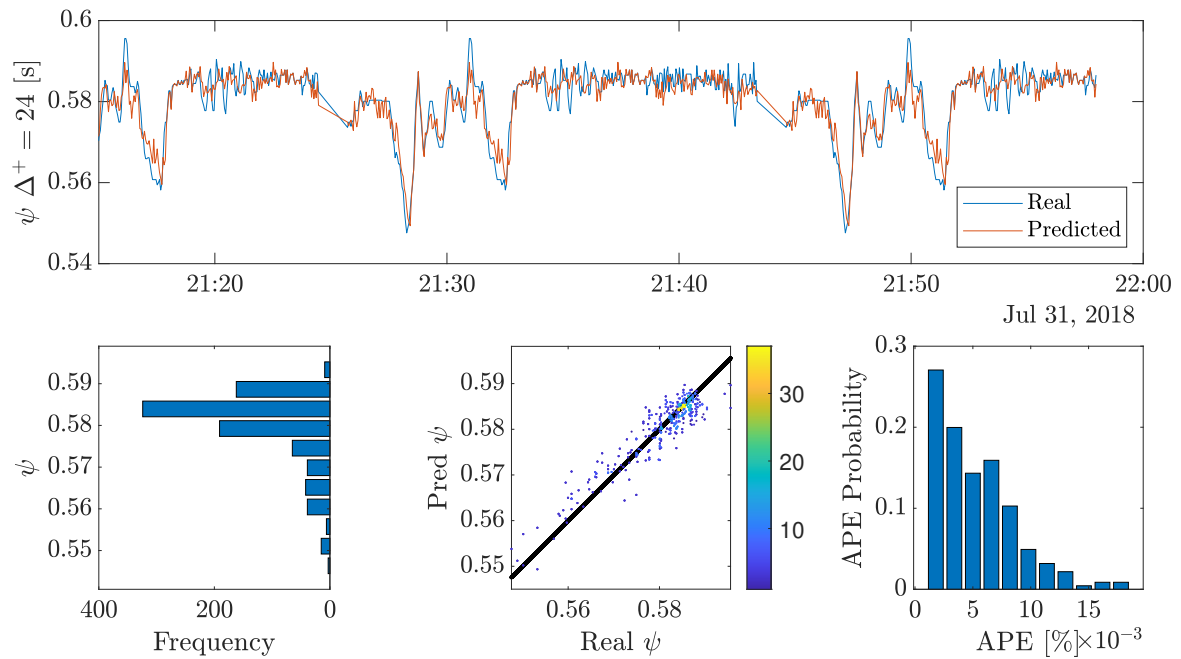 0.6
0.58
0.56
0.54
ψ Δ⁺ = 24 [s]
Real
Predicted
21:20 21:30 21:40 21:50 22:00
Jul 31, 2018
0.59
0.58
0.57
0.56
0.55
ψ
400 200 0
Frequency
0.59
0.58
0.57
0.56
0.55
Pred ψ
0.56 0.58
Real ψ
30
20
10
0.3
0.2
0.1
0
APE Probability
0 5 10 15
APE [%]×10⁻³